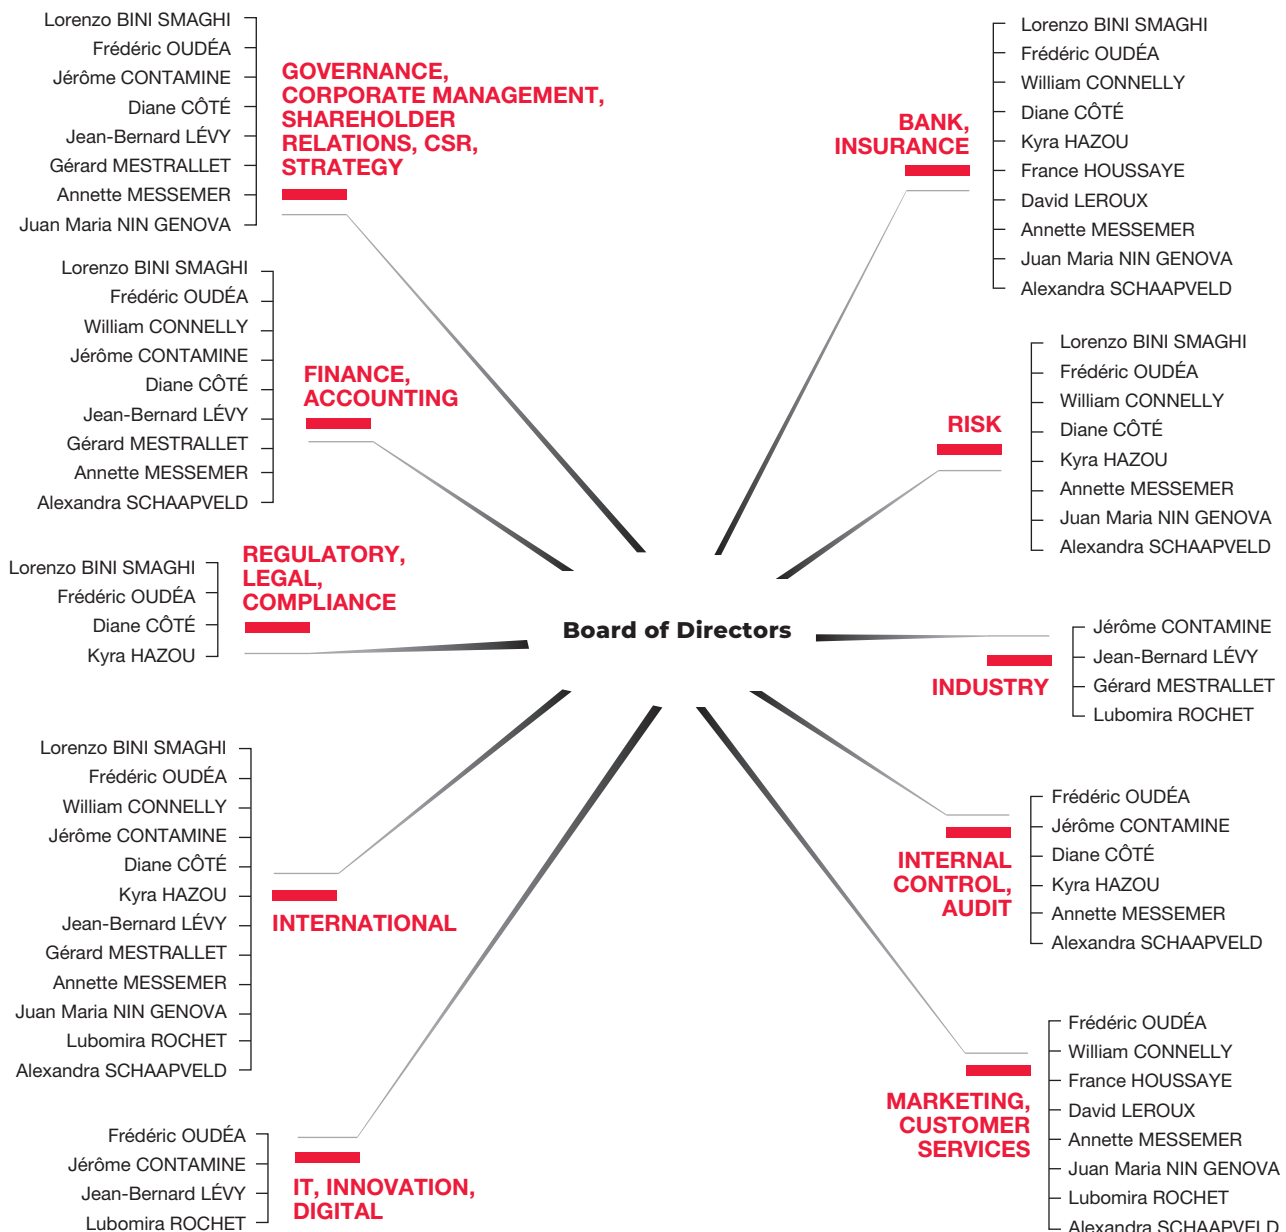 Lorenzo BINI SMAGHI
Frédéric OUDÉA
Jérôme CONTAMINE
Diane CÔTÉ
Jean-Bernard LÉVY
Gérard MESTRALLET
Annette MESSEMER
Juan Maria NIN GENOVA
GOVERNANCE,
CORPORATE MANAGEMENT,
SHAREHOLDER
RELATIONS, CSR,
STRATEGY
Lorenzo BINI SMAGHI
Frédéric OUDÉA
William CONNELLY
Jérôme CONTAMINE
Diane CÔTÉ
Jean-Bernard LÉVY
Gérard MESTRALLET
Annette MESSEMER
Alexandra SCHAAPVELD
FINANCE,
ACCOUNTING
Lorenzo BINI SMAGHI
Frédéric OUDÉA
Diane CÔTÉ
Kyra HAZOU
REGULATORY,
LEGAL,
COMPLIANCE
Lorenzo BINI SMAGHI
Frédéric OUDÉA
William CONNELLY
Jérôme CONTAMINE
Diane CÔTÉ
Kyra HAZOU
Jean-Bernard LÉVY
Gérard MESTRALLET
Annette MESSEMER
Juan Maria NIN GENOVA
Lubomira ROCHET
Alexandra SCHAAPVELD
INTERNATIONAL
Frédéric OUDÉA
Jérôme CONTAMINE
Jean-Bernard LÉVY
Lubomira ROCHET
IT, INNOVATION,
DIGITAL
Board of Directors
BANK,
INSURANCE
Lorenzo BINI SMAGHI
Frédéric OUDÉA
William CONNELLY
Diane CÔTÉ
Kyra HAZOU
France HOUSSAYE
David LEROUX
Annette MESSEMER
Juan Maria NIN GENOVA
Alexandra SCHAAPVELD
RISK
Lorenzo BINI SMAGHI
Frédéric OUDÉA
William CONNELLY
Diane CÔTÉ
Kyra HAZOU
Annette MESSEMER
Juan Maria NIN GENOVA
Alexandra SCHAAPVELD
INDUSTRY
Jérôme CONTAMINE
Jean-Bernard LÉVY
Gérard MESTRALLET
Lubomira ROCHET
INTERNAL
CONTROL,
AUDIT
Frédéric OUDÉA
Jérôme CONTAMINE
Diane CÔTÉ
Kyra HAZOU
Annette MESSEMER
Alexandra SCHAAPVELD
MARKETING,
CUSTOMER
SERVICES
Frédéric OUDÉA
William CONNELLY
France HOUSSAYE
David LEROUX
Annette MESSEMER
Juan Maria NIN GENOVA
Lubomira ROCHET
Alexandra SCHAAPVELD